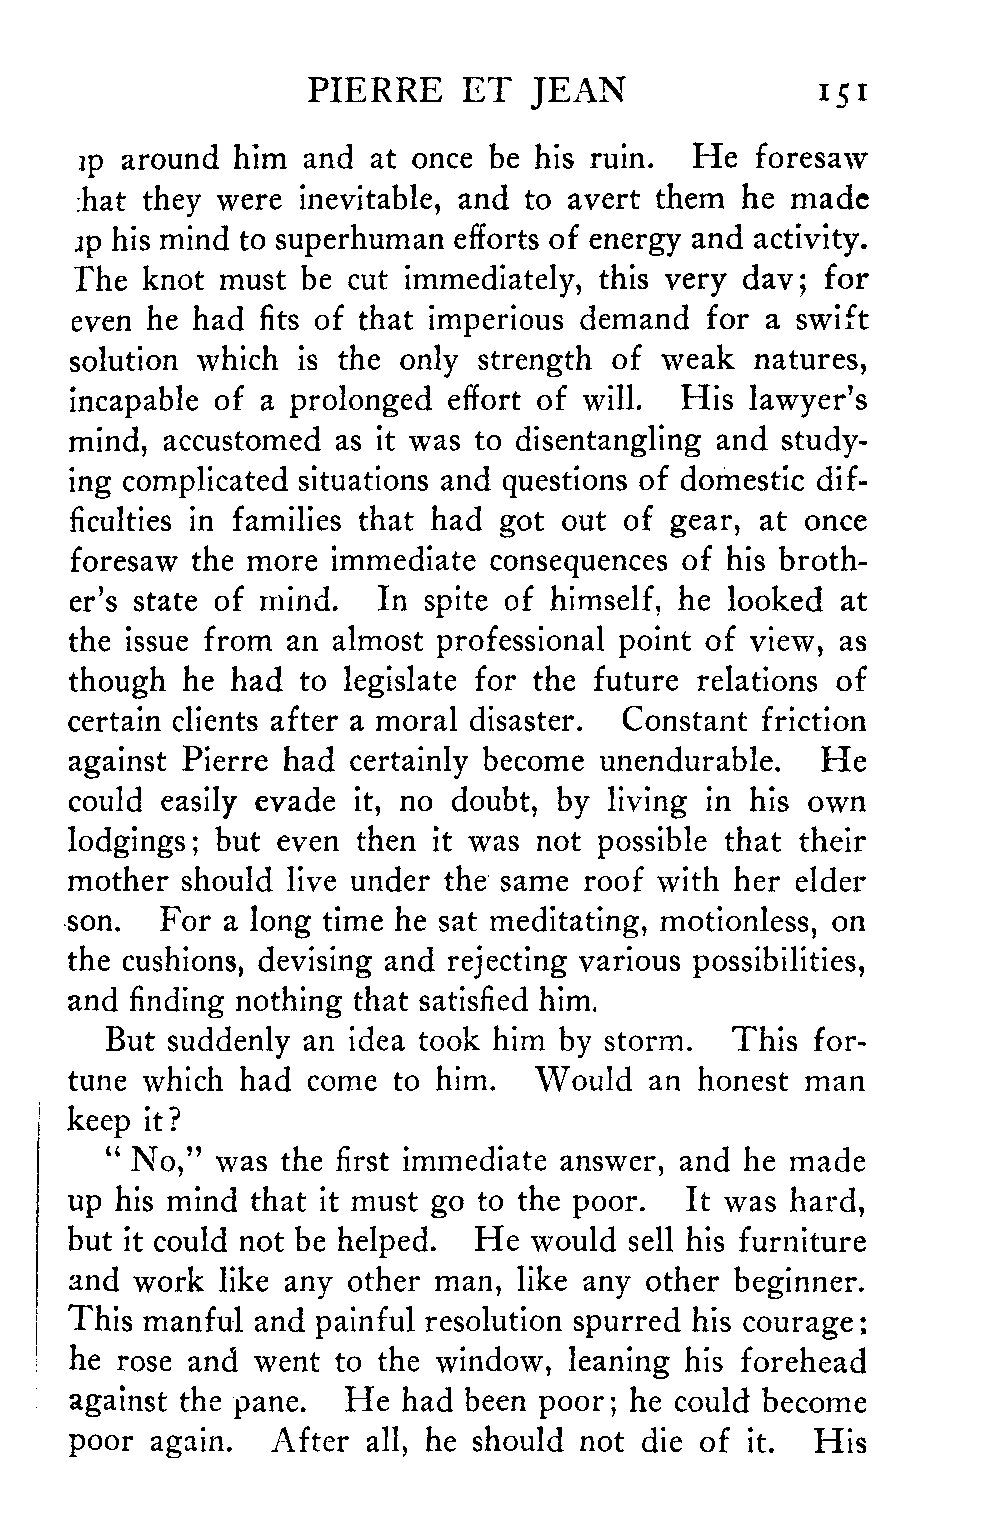 PIERRE ET JEAN 151
up around him and at once be his ruin. He foresaw
that they were inevitable, and to avert them he made
up his mind to superhuman efforts of energy and activity.
The knot must be cut immediately, this very day; for
even he had fits of that imperious demand for a swift
solution which is the only strength of weak natures,
incapable of a prolonged effort of will. His lawyer's
mind, accustomed as it was to disentangling and study-
ing complicated situations and questions of domestic dif-
ficulties in families that had got out of gear, at once
foresaw the more immediate consequences of his broth-
er's state of mind. In spite of himself, he looked at
the issue from an almost professional point of view, as
though he had to legislate for the future relations of
certain clients after a moral disaster. Constant friction
against Pierre had certainly become unendurable. He
could easily evade it, no doubt, by living in his own
lodgings; but even then it was not possible that their
mother should live under the same roof with her elder
son. For a long time he sat meditating, motionless, on
the cushions, devising and rejecting various possibilities,
and finding nothing that satisfied him.
But suddenly an idea took him by storm. This for-
tune which had come to him. Would an honest man
keep it?
"No," was the first immediate answer, and he made
up his mind that it must go to the poor. It was hard,
but it could not be helped. He would sell his furniture
and work like any other man, like any other beginner.
This manful and painful resolution spurred his courage;
he rose and went to the window, leaning his forehead
against the pane. He had been poor; he could become
poor again. After all, he should not die of it. His